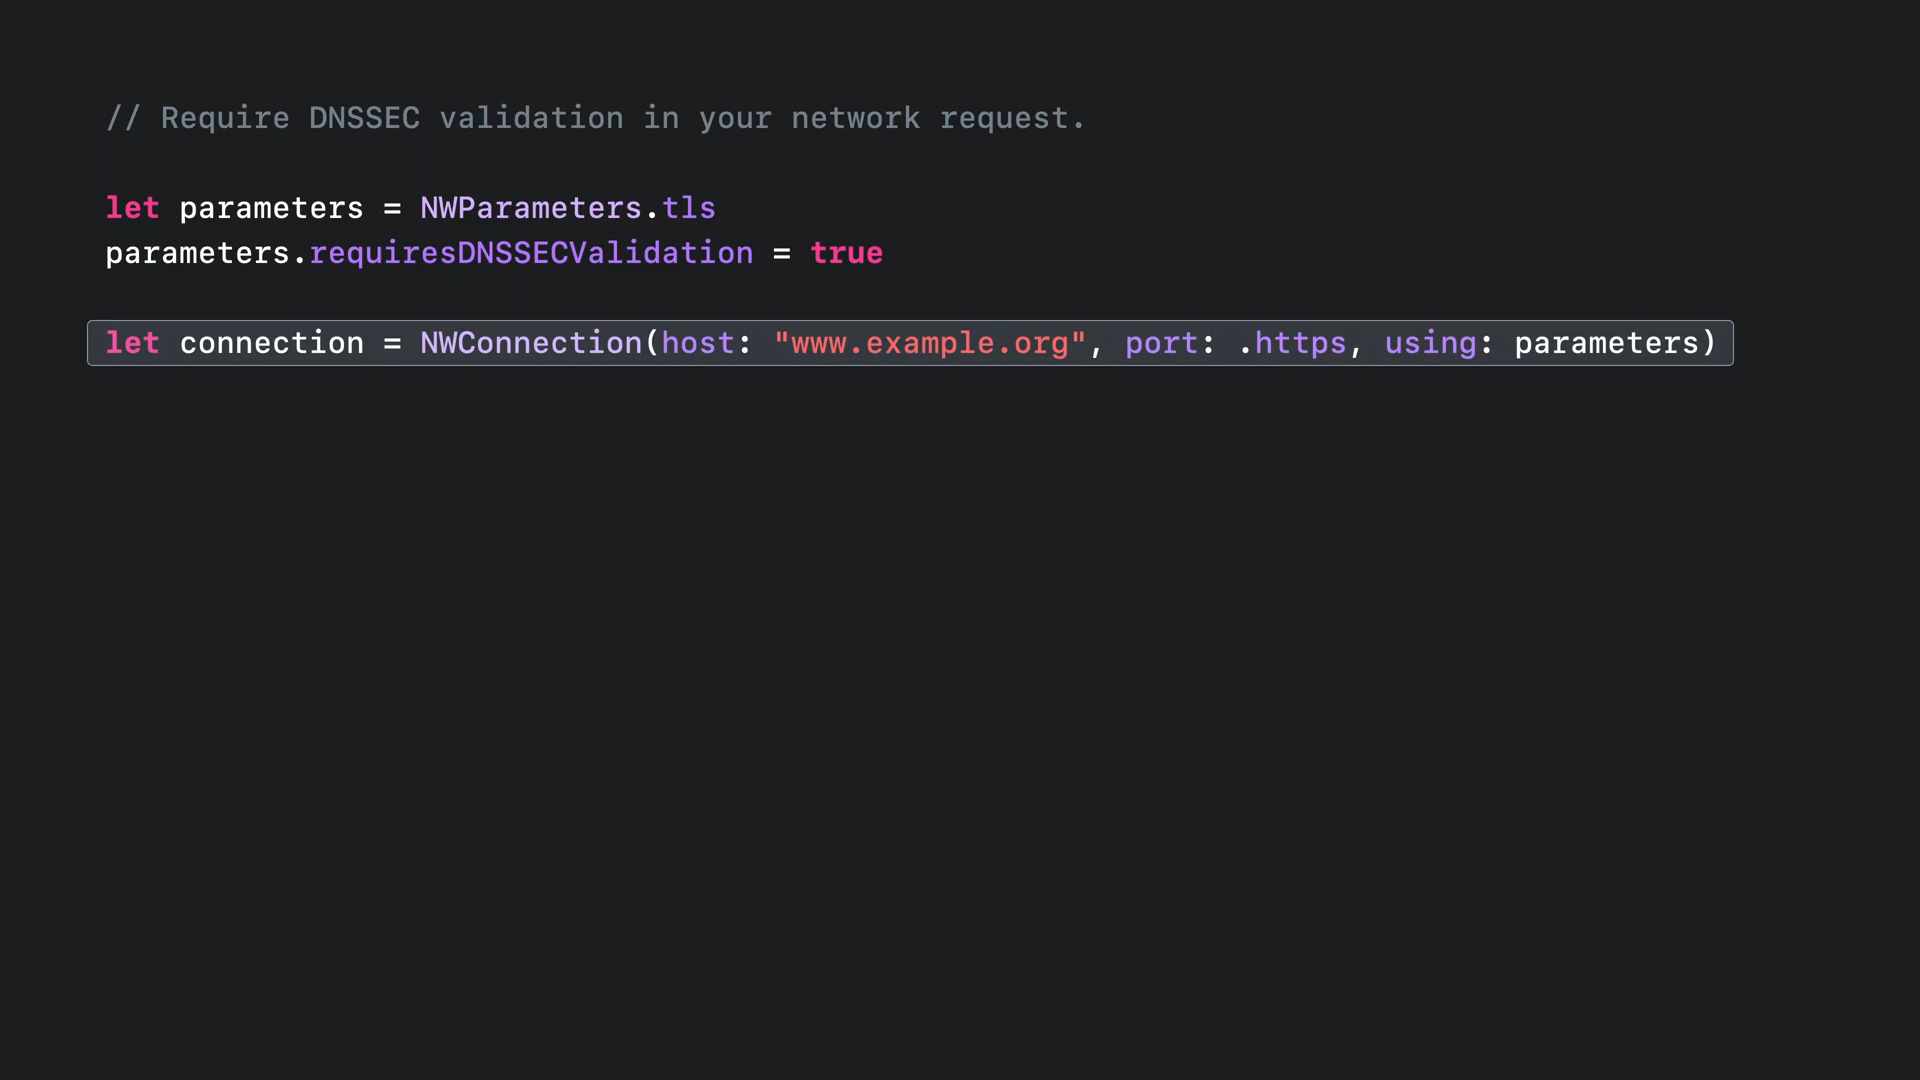 // Require DNSSEC validation in your network request.
let parameters = NWParameters.tls
parameters.requiresDNSSECValidation = true
let connection = NWConnection(host: "www.example.org", port: .https, using: parameters)